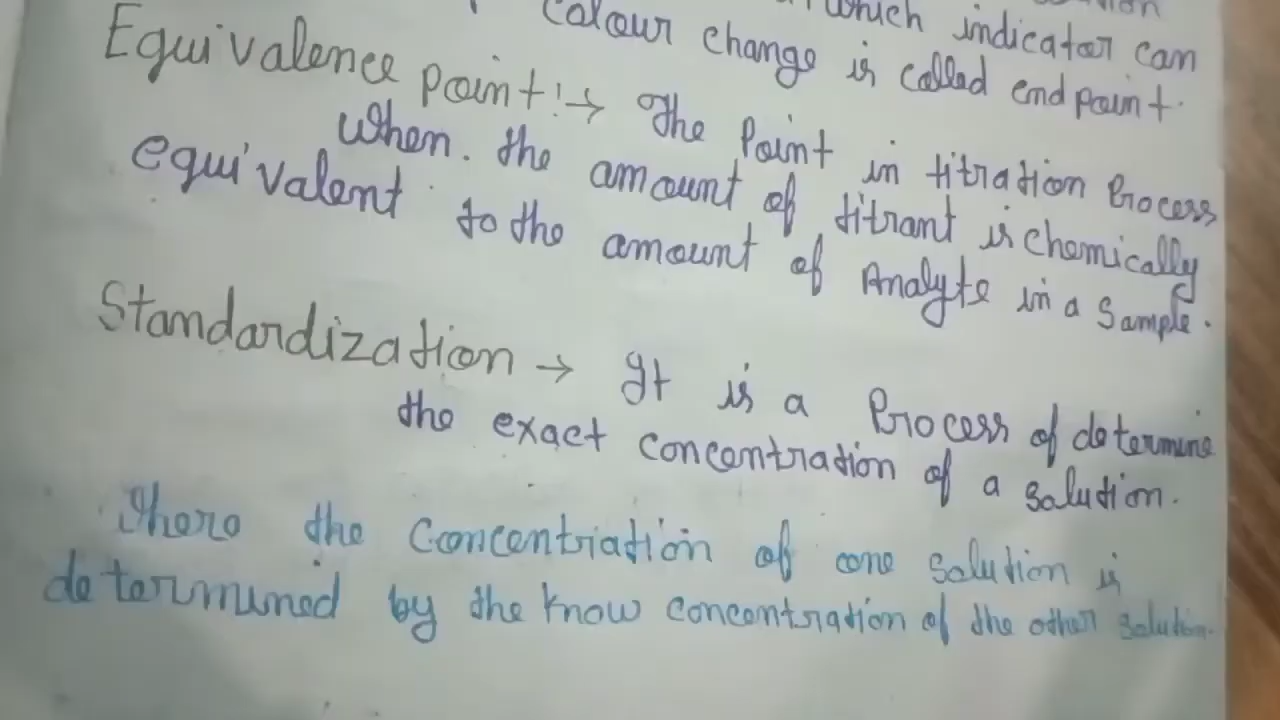 which indicator can
Colour change is called end point.
Equivalence point :→ The Point in titration Process
When. the amount of titrant is chemically
equivalent to the amount of Analyte in a Sample.
Standardization → It is a Process of determine
the exact concentration of a solution.
There the Concentration of one solution is
determined by the know concentration of the other solution.